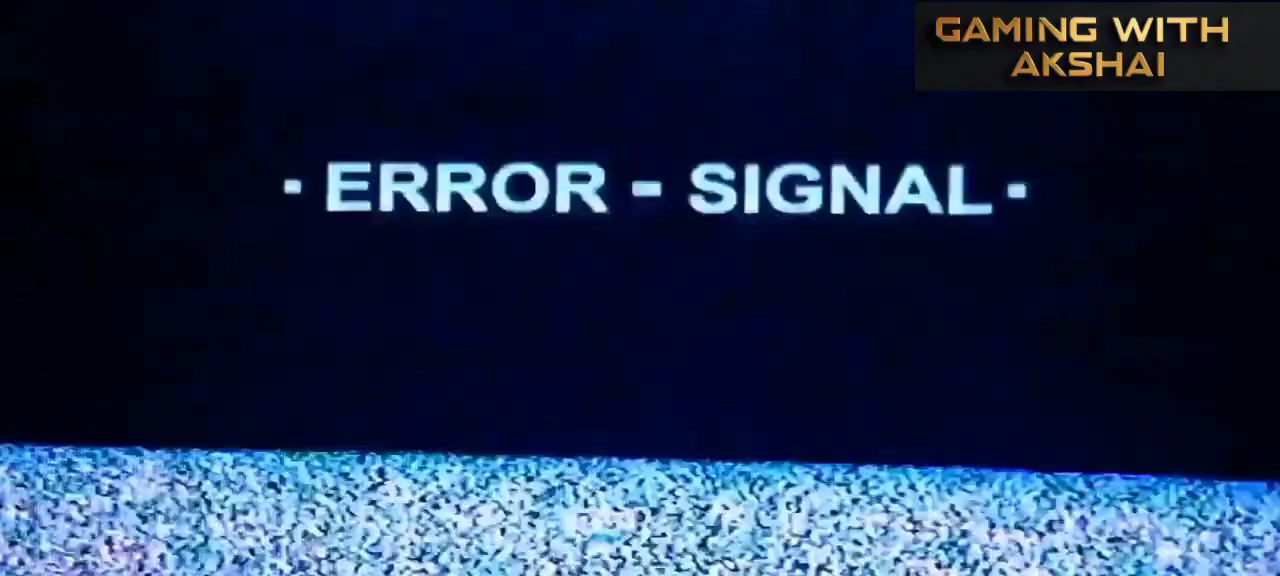 GAMING WITH
AKSHAI
- ERROR - SIGNAL -